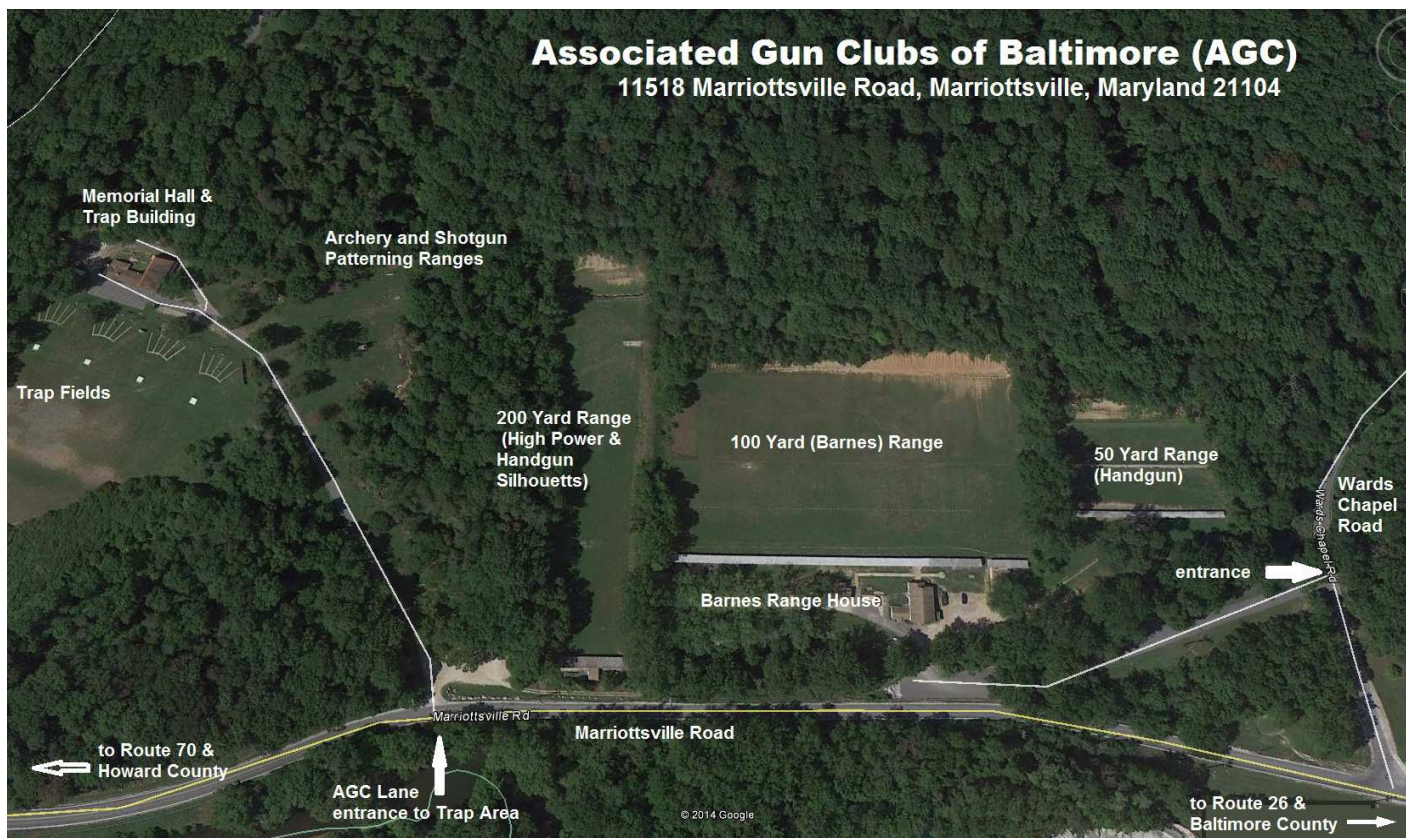 Associated Gun Clubs of Baltimore (AGC)
11518 Marriottsville Road, Marriottsville, Maryland 21104
Memorial Hall &
Trap Building
Archery and Shotgun
Patterning Ranges
Trap Fields
200 Yard Range
(High Power &
Handgun
Silhouetts)
100 Yard (Barnes) Range
50 Yard Range
(Handgun)
Wards
Chapel
Road
Wards Chapel Rd
entrance
Barnes Range House
Marriottsville Rd
Marriottsville Road
to Route 70 &
Howard County
AGC Lane
entrance to Trap Area
© 2014 Google
to Route 26 &
Baltimore County